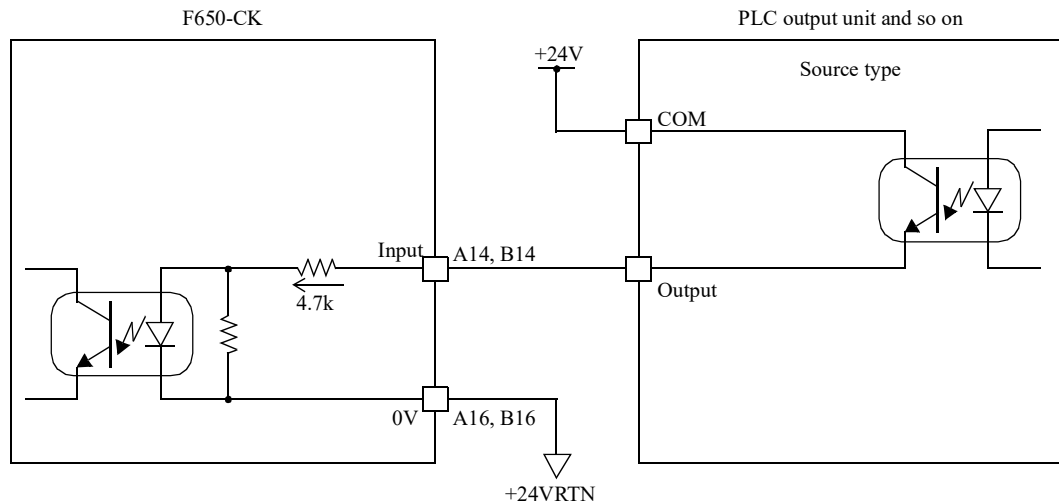 F650-CK
PLC output unit and so on
+24V
Source type
COM
Input
A14, B14
4.7k
Output
0V
A16, B16
+24VRTN